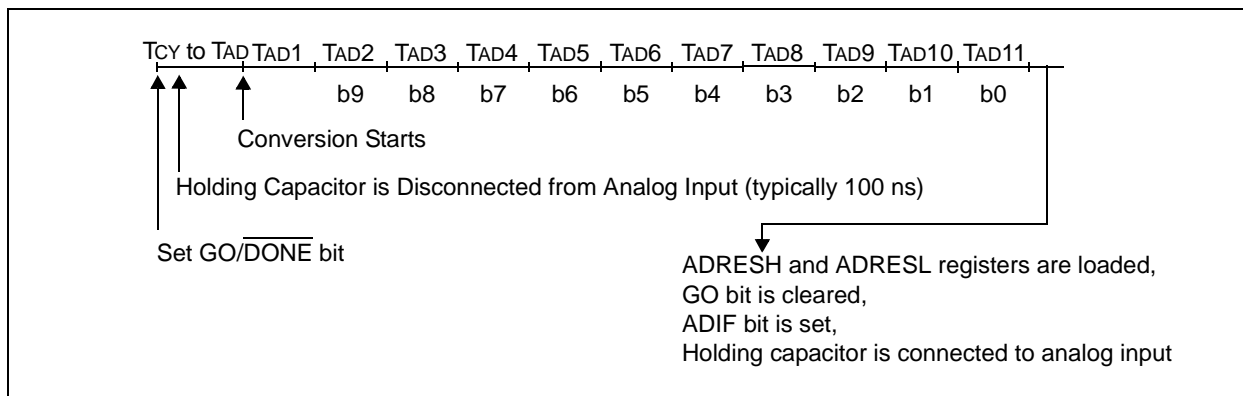 TCY to TAD TAD1 TAD2 TAD3 TAD4 TAD5 TAD6 TAD7 TAD8 TAD9 TAD10 TAD11
b9 b8 b7 b6 b5 b4 b3 b2 b1 b0
Conversion Starts
Holding Capacitor is Disconnected from Analog Input (typically 100 ns)
Set GO/DONE bit
ADRESH and ADRESL registers are loaded,
GO bit is cleared,
ADIF bit is set,
Holding capacitor is connected to analog input